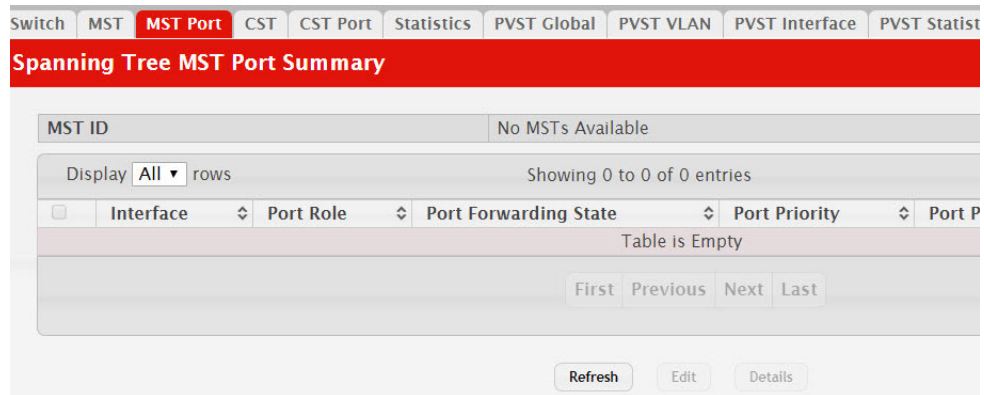 Switch MST MST Port CST CST Port Statistics PVST Global PVST VLAN PVST Interface PVST Statist
Spanning Tree MST Port Summary
MST ID No MSTs Available
Display All rows Showing 0 to 0 of 0 entries
Interface Port Role Port Forwarding State Port Priority Port P
Table is Empty
First Previous Next Last
Refresh Edit Details